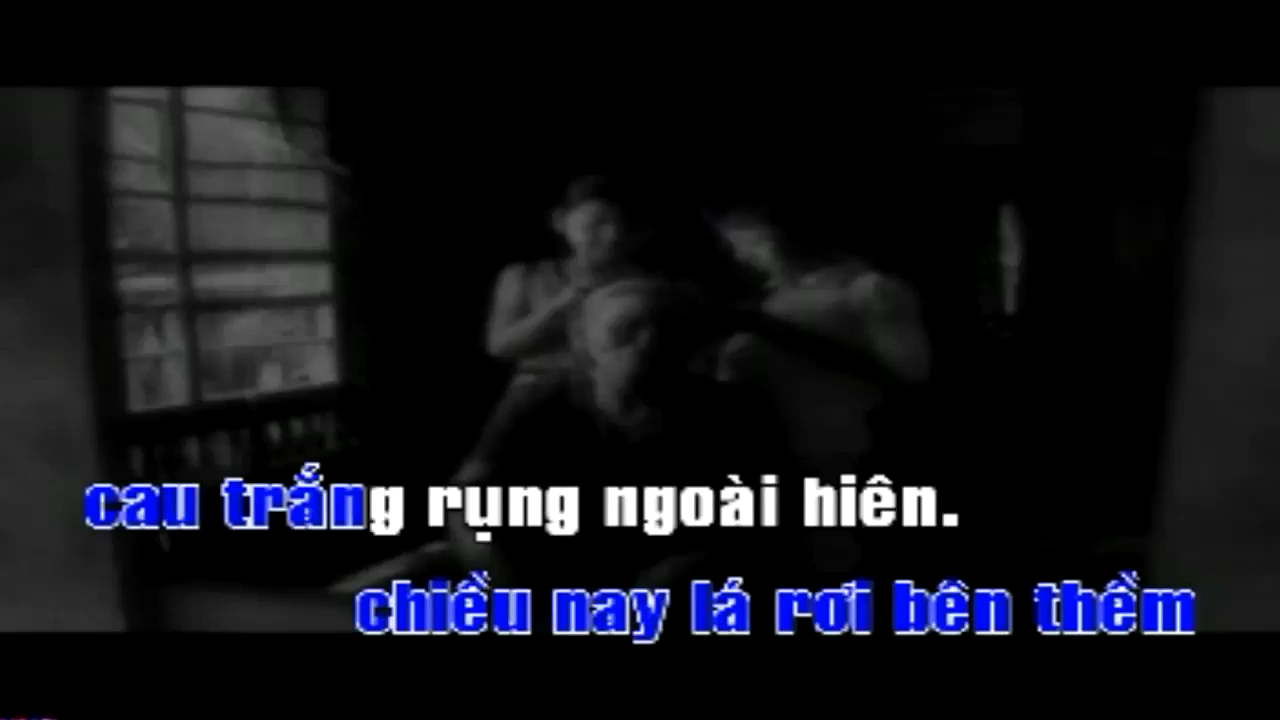 cau trắng rụng ngoài hiên.
chiều nay lá rơi bên thềm